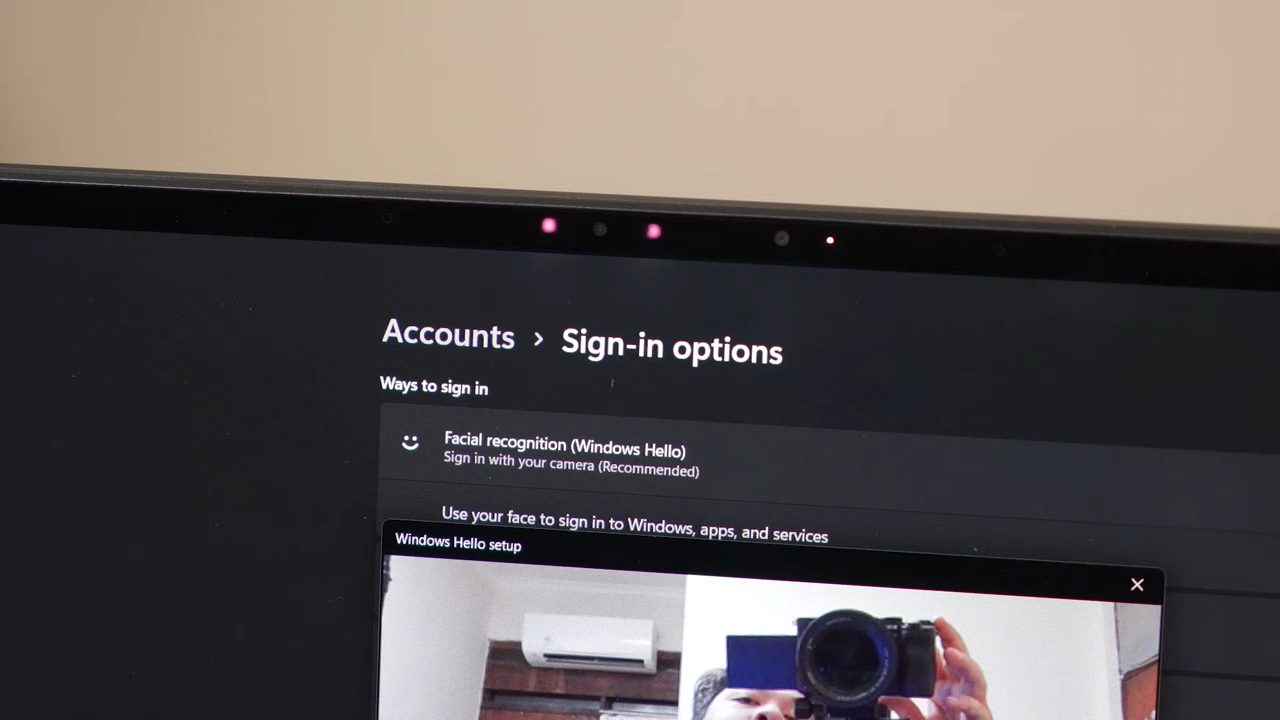 Accounts > Sign-in options
Ways to sign in
Facial recognition (Windows Hello)
Sign in with your camera (Recommended)
Use your face to sign in to Windows, apps, and services
Windows Hello setup